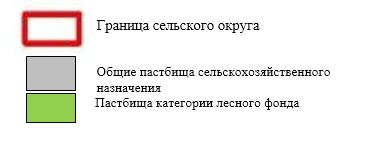 Граница сельского округа
Общие пастбища сельскохозяйственного
назначения
Пастбища категории лесного фонда